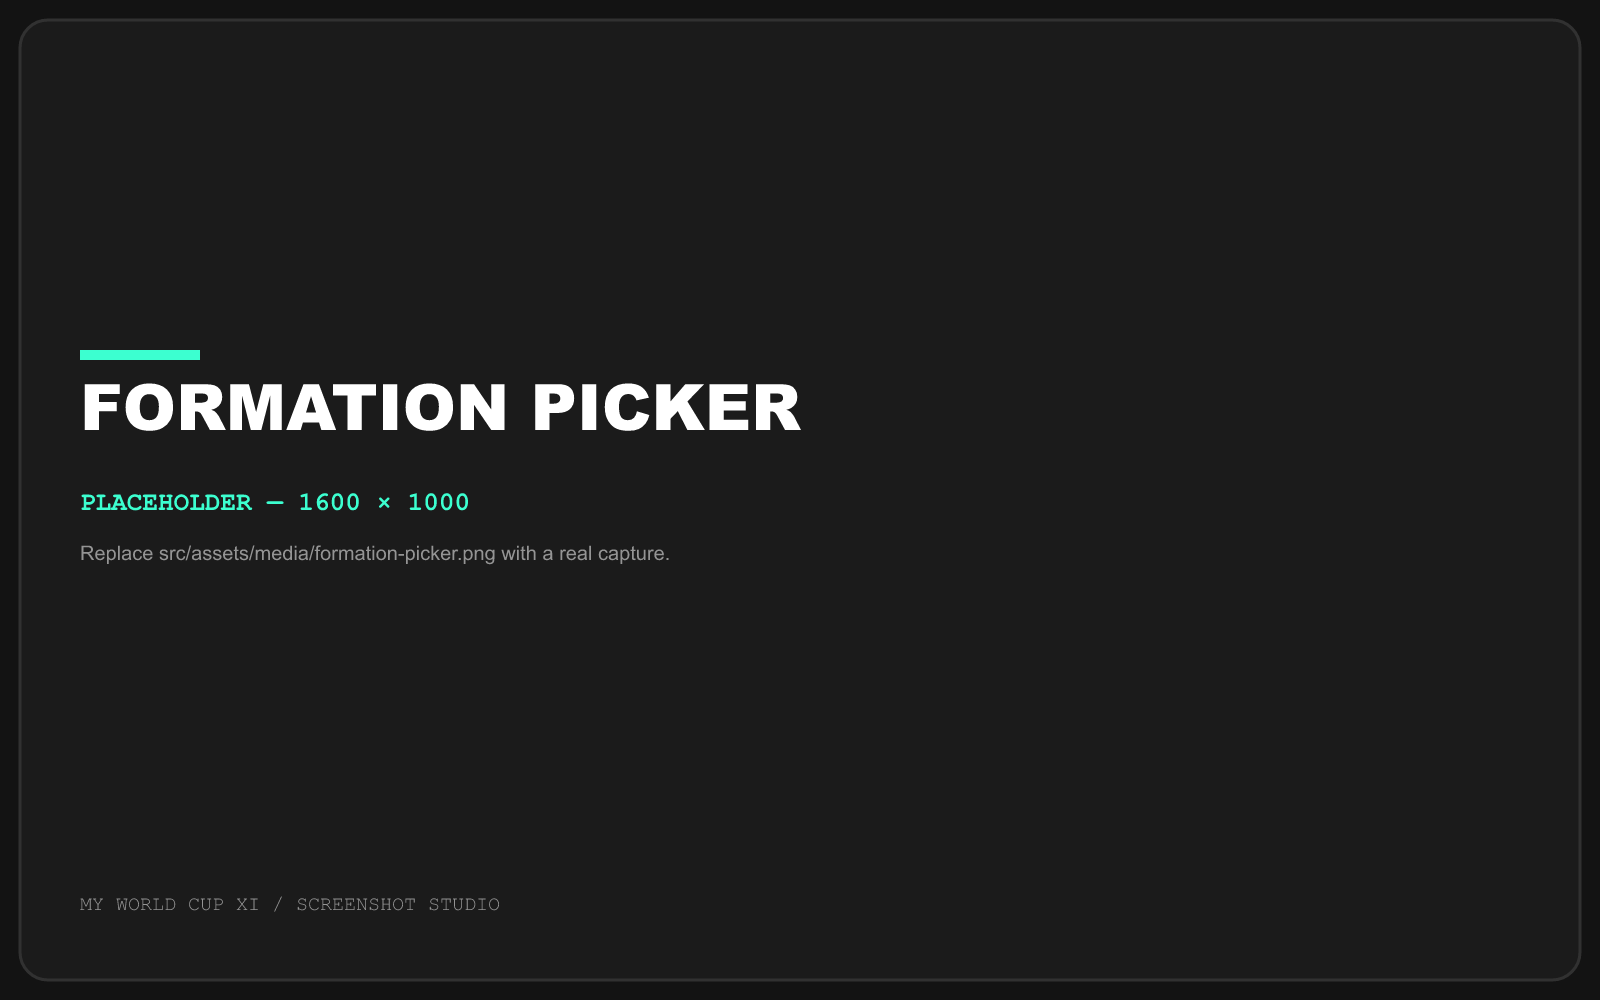 FORMATION PICKER
PLACEHOLDER — 1600 × 1000
Replace src/assets/media/formation-picker.png with a real capture.
MY WORLD CUP XI / SCREENSHOT STUDIO